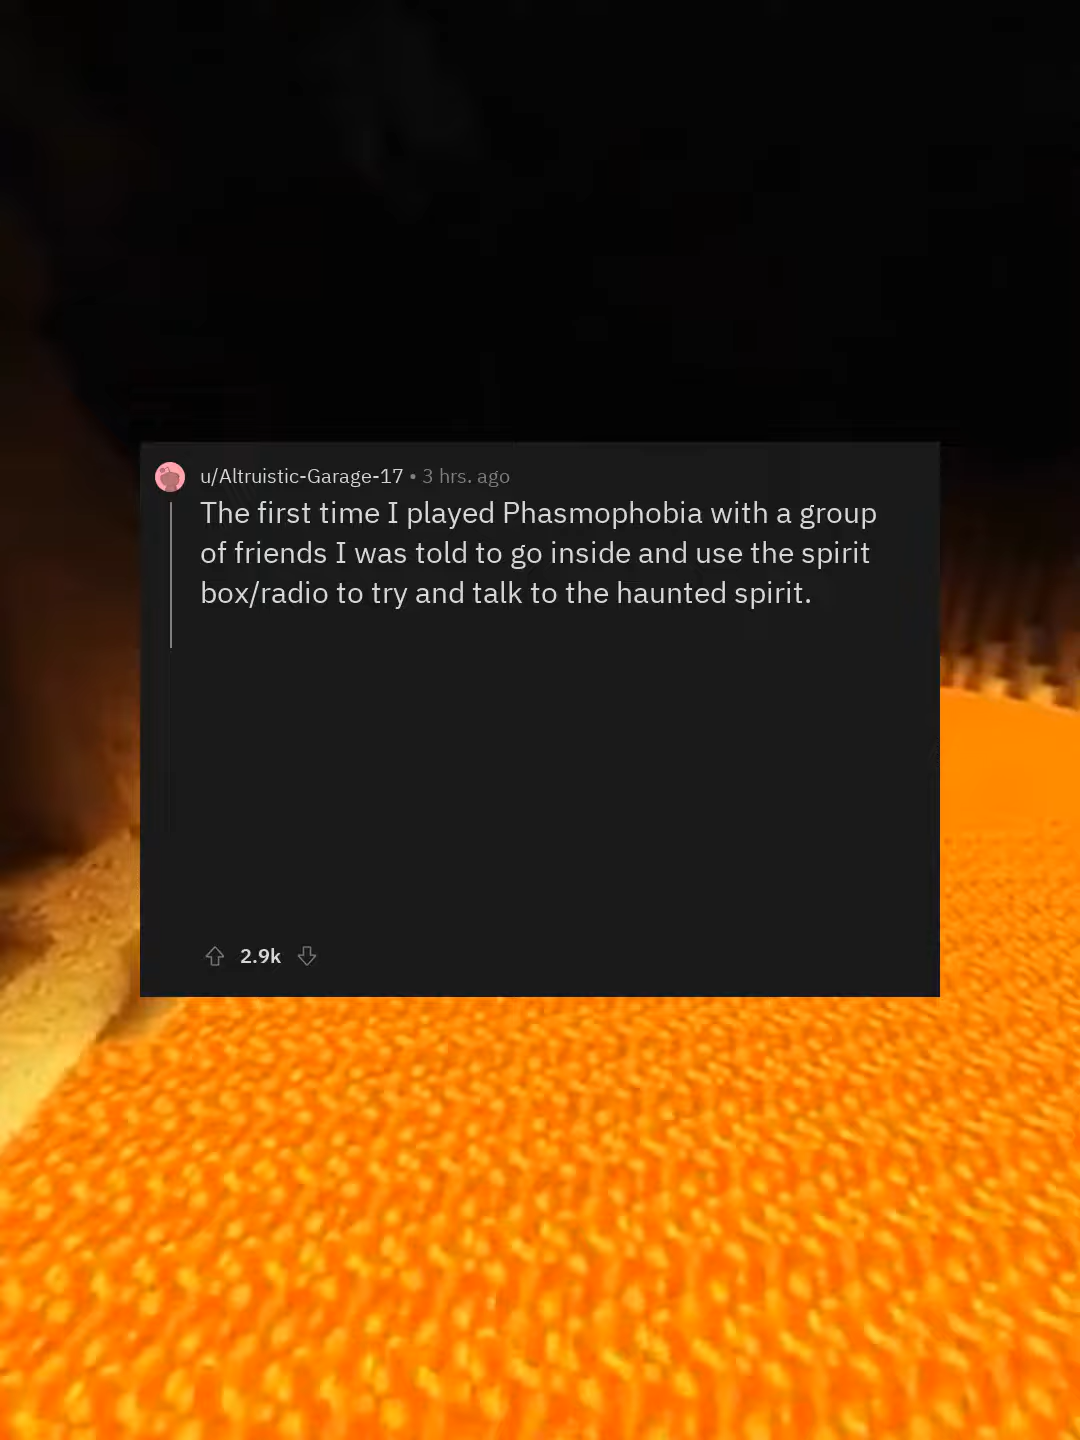 u/Altruistic-Garage-17 • 3 hrs. ago
The first time I played Phasmophobia with a group
of friends I was told to go inside and use the spirit
box/radio to try and talk to the haunted spirit.
2.9k